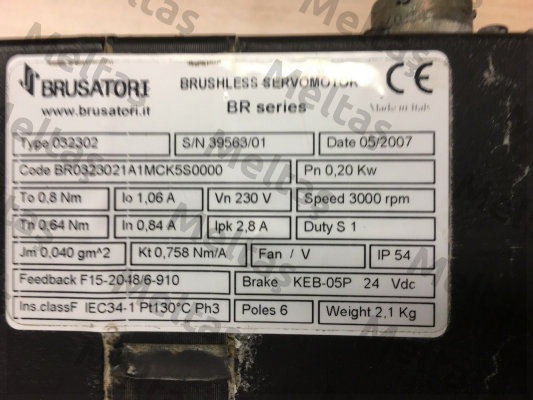 BRUSATORI BRUSHLESS SERVOMOTOR CE
www.brusatori.it BR series Made in Italy
Type 032302 S/N 39563/01 Date 05/2007
Code BR0323021A1MCK5S0000 Pn 0,20 Kw
To 0,8 Nm Io 1,06 A Vn 230 V Speed 3000 rpm
Tn 0,64 Nm In 0,84 A Ipk 2,8 A Duty S 1
Jm 0,040 gm^2 Kt 0,758 Nm/A Fan / V IP 54
Feedback F15-2048/6-910 Brake KEB-05P 24 Vdc
Ins.classF IEC34-1 Pt130°C Ph3 Poles 6 Weight 2,1 Kg
Meltas